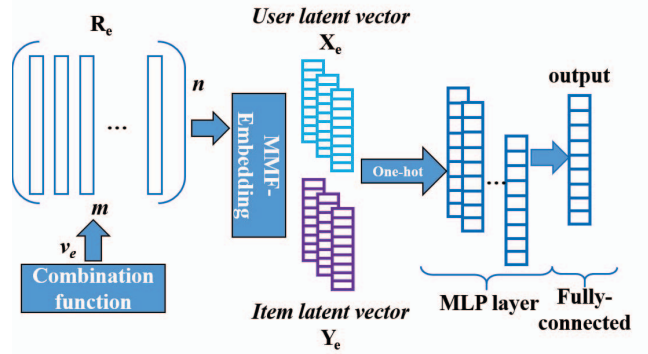 R_e
User latent vector
X_e
n
output
...
MMF-
Embedding
One-hot
...
m
v_e
Combination
function
MLP layer
Fully-
connected
Item latent vector
Y_e